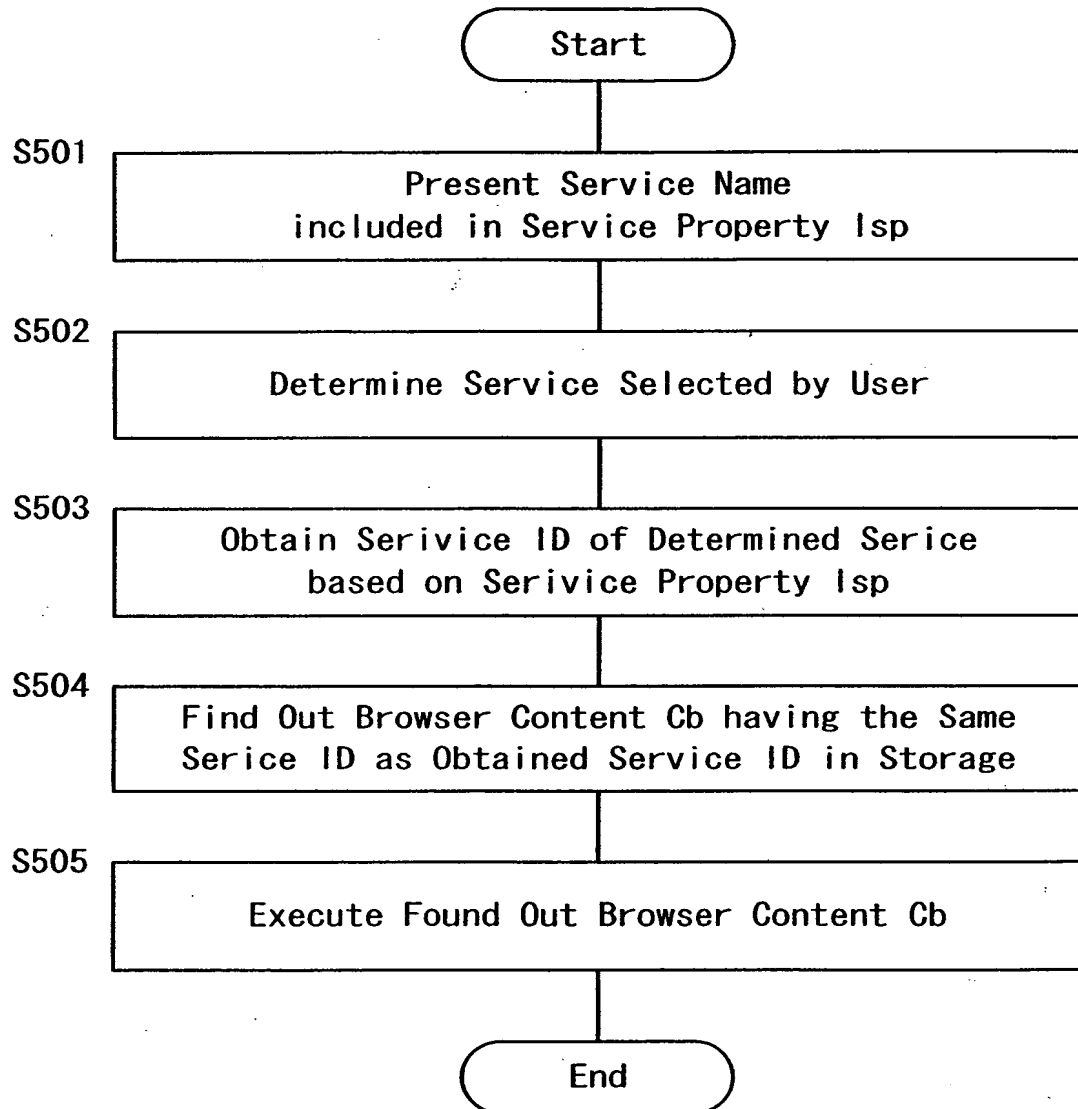 Start
S501
Present Service Name
included in Service Property Isp
S502
Determine Service Selected by User
S503
Obtain Serivice ID of Determined Serice
based on Serivice Property Isp
S504
Find Out Browser Content Cb having the Same
Serice ID as Obtained Service ID in Storage
S505
Execute Found Out Browser Content Cb
End